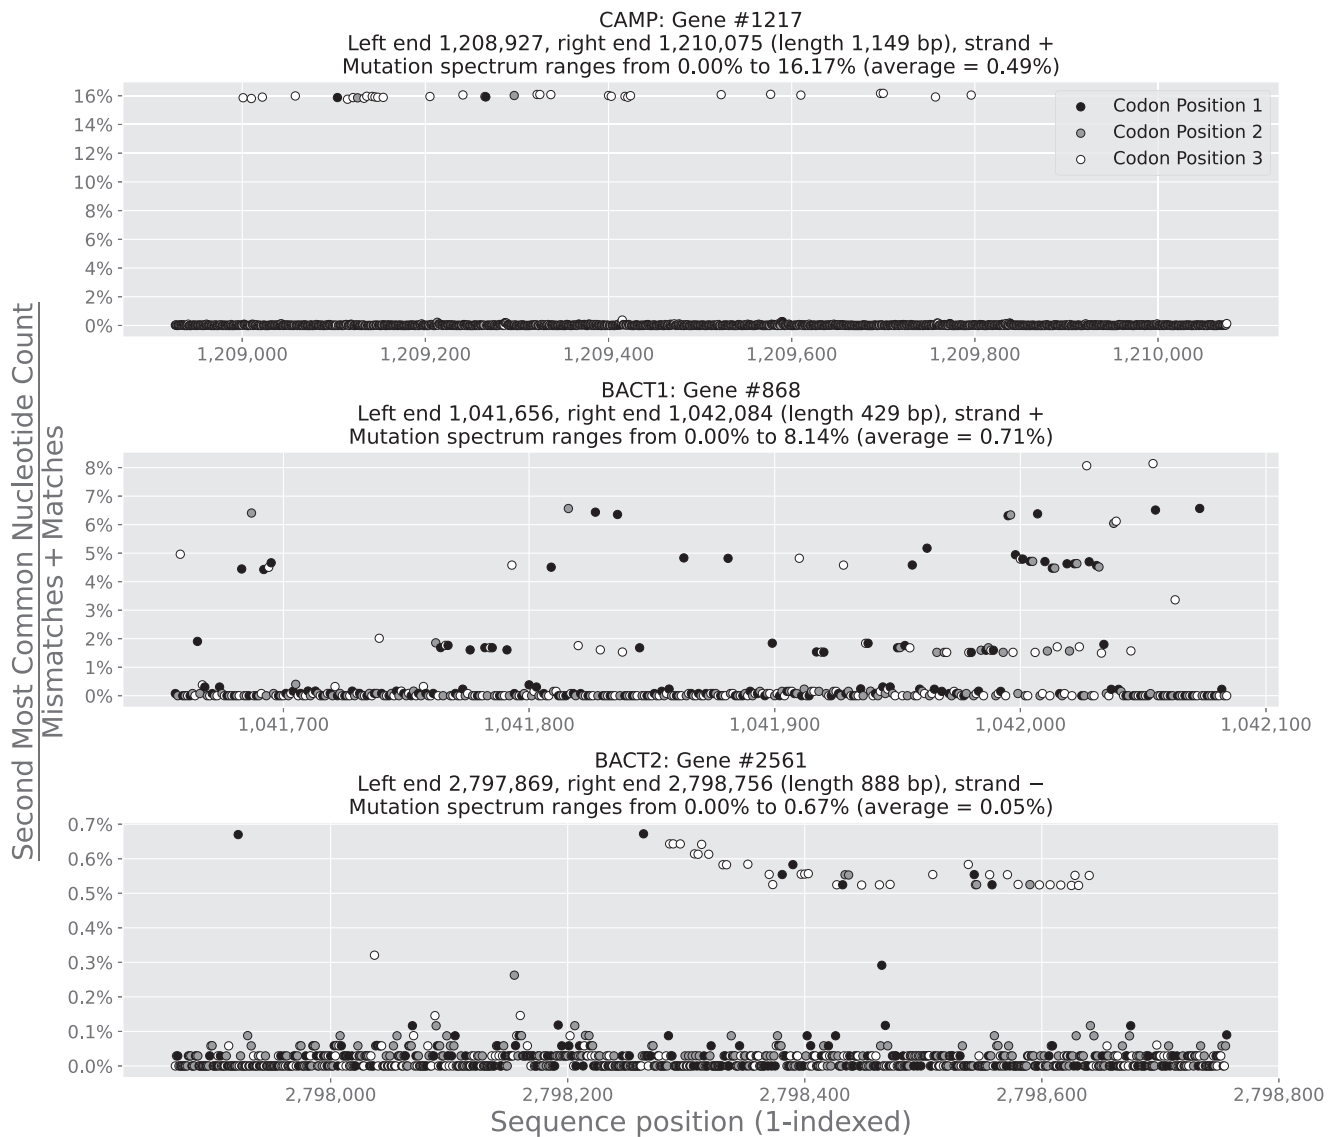 CAMP: Gene #1217
Left end 1,208,927, right end 1,210,075 (length 1,149 bp), strand +
Mutation spectrum ranges from 0.00% to 16.17% (average = 0.49%)
16%
14%
12%
10%
8%
6%
4%
2%
0%
Codon Position 1
Codon Position 2
Codon Position 3
1,209,000
1,209,200
1,209,400
1,209,600
1,209,800
1,210,000
Second Most Common Nucleotide Count
Mismatches + Matches
BACT1: Gene #868
Left end 1,041,656, right end 1,042,084 (length 429 bp), strand +
Mutation spectrum ranges from 0.00% to 8.14% (average = 0.71%)
8%
7%
6%
5%
4%
3%
2%
1%
0%
1,041,700
1,041,800
1,041,900
1,042,000
1,042,100
BACT2: Gene #2561
Left end 2,797,869, right end 2,798,756 (length 888 bp), strand −
Mutation spectrum ranges from 0.00% to 0.67% (average = 0.05%)
0.7%
0.6%
0.5%
0.4%
0.3%
0.2%
0.1%
0.0%
2,798,000
2,798,200
2,798,400
2,798,600
2,798,800
Sequence position (1-indexed)